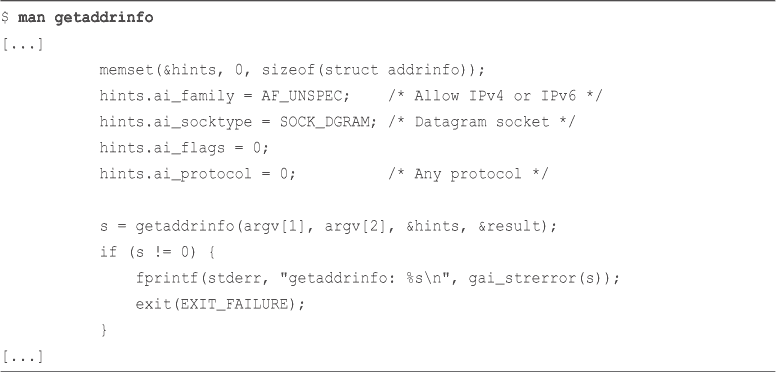 $ man getaddrinfo
[...]
memset(&hints, 0, sizeof(struct addrinfo));
hints.ai_family = AF_UNSPEC;    /* Allow IPv4 or IPv6 */
hints.ai_socktype = SOCK_DGRAM; /* Datagram socket */
hints.ai_flags = 0;
hints.ai_protocol = 0;          /* Any protocol */
s = getaddrinfo(argv[1], argv[2], &hints, &result);
if (s != 0) {
fprintf(stderr, "getaddrinfo: %s\n", gai_strerror(s));
exit(EXIT_FAILURE);
}
[...]